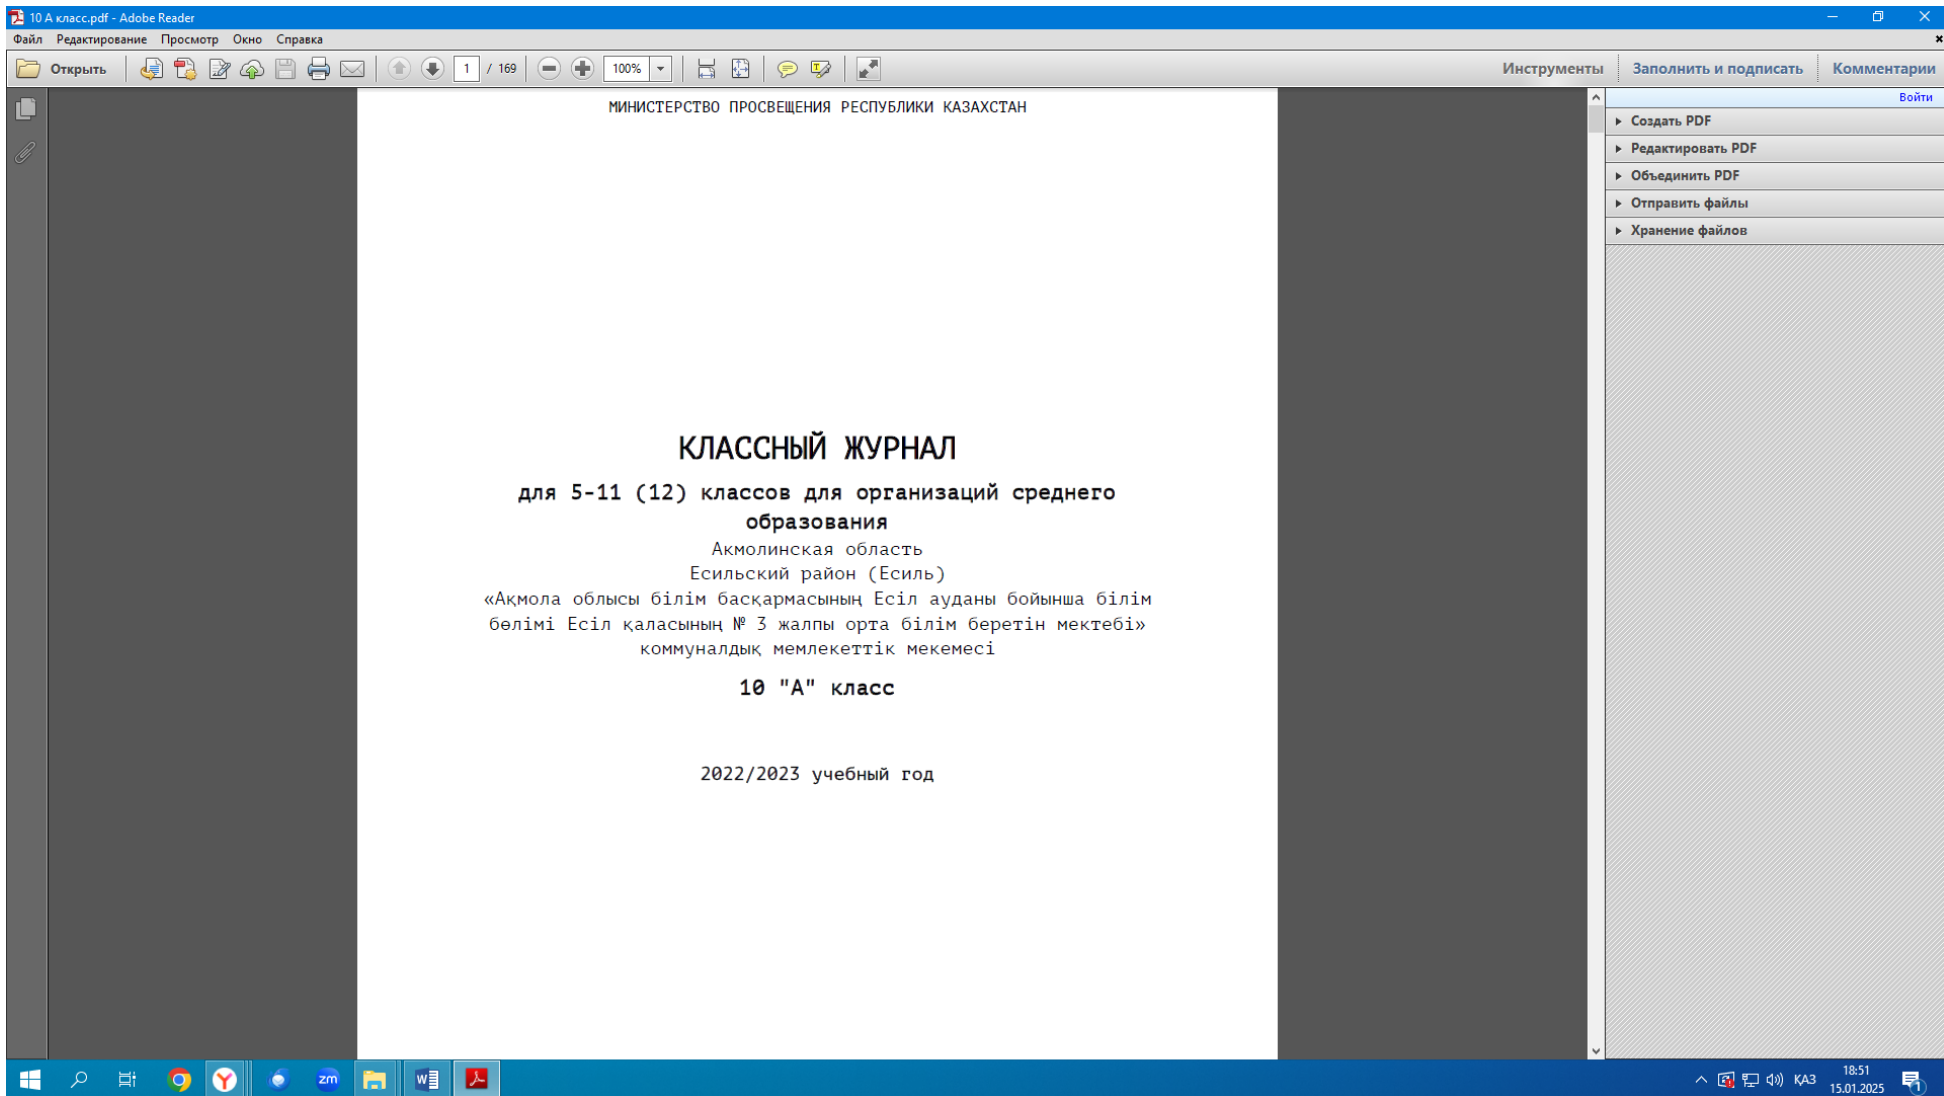 10 А класс.pdf - Adobe Reader
Файл Редактирование Просмотр Окно Справка
Открыть 1 / 169 100% Инструменты Заполнить и подписать Комментарии
Войти
Создать PDF
Редактировать PDF
Объединить PDF
Отправить файлы
Хранение файлов
МИНИСТЕРСТВО ПРОСВЕЩЕНИЯ РЕСПУБЛИКИ КАЗАХСТАН
КЛАССНЫЙ ЖУРНАЛ
для 5-11 (12) классов для организаций среднего
образования
Акмолинская область
Есильский район (Есиль)
«Ақмола облысы білім басқармасының Есіл ауданы бойынша білім
бөлімі Есіл қаласының № 3 жалпы орта білім беретін мектебі»
коммуналдық мемлекеттік мекемесі
10 "А" класс
2022/2023 учебный год
zm
ҚАЗ
18:51
15.01.2025
1